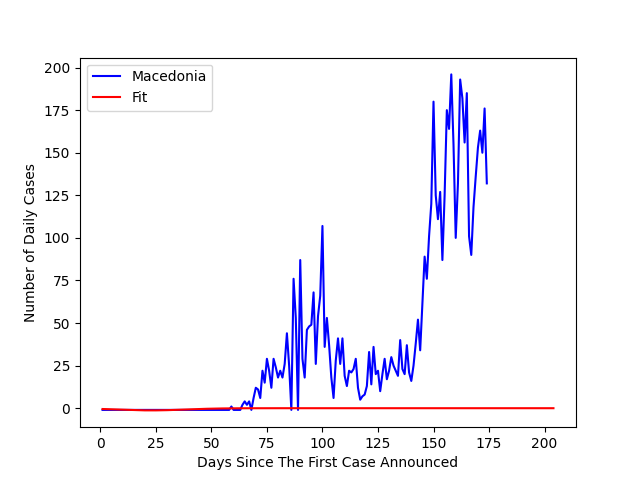 Macedonia
Fit
Number of Daily Cases
200
175
150
125
100
75
50
25
0
0 25 50 75 100 125 150 175 200
Days Since The First Case Announced